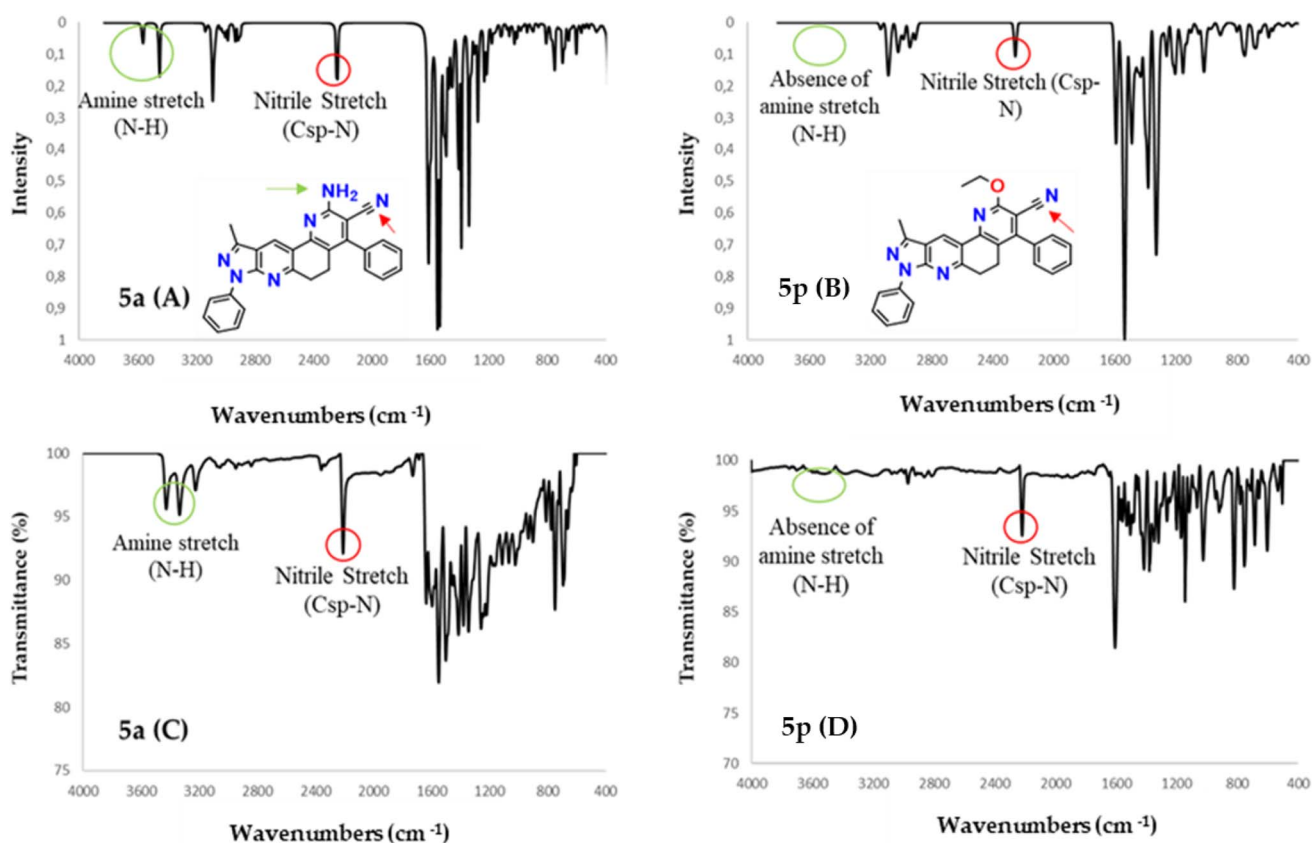 0
0,1
0,2
0,3
0,4
0,5
0,6
0,7
0,8
0,9
1
Intensity
Amine stretch
(N-H)
Nitrile Stretch
(Csp-N)
NH2
N
N
N
N
N
5a (A)
4000 3600 3200 2800 2400 2000 1600 1200 800 400
Wavenumbers (cm -1)
0
0,1
0,2
0,3
0,4
0,5
0,6
0,7
0,8
0,9
1
Intensity
Absence of
amine stretch
(N-H)
Nitrile Stretch (Csp-
N)
O
N
N
N
N
N
5p (B)
4000 3600 3200 2800 2400 2000 1600 1200 800 400
Wavenumbers (cm -1)
100
95
90
85
80
75
Transmittance (%)
Amine stretch
(N-H)
Nitrile Stretch
(Csp-N)
5a (C)
4000 3600 3200 2800 2400 2000 1600 1200 800 400
Wavenumbers (cm -1)
100
95
90
85
80
75
70
Transmittance (%)
Absence of
amine stretch
(N-H)
Nitrile Stretch
(Csp-N)
5p (D)
4000 3600 3200 2800 2400 2000 1600 1200 800 400
Wavenumbers (cm -1)